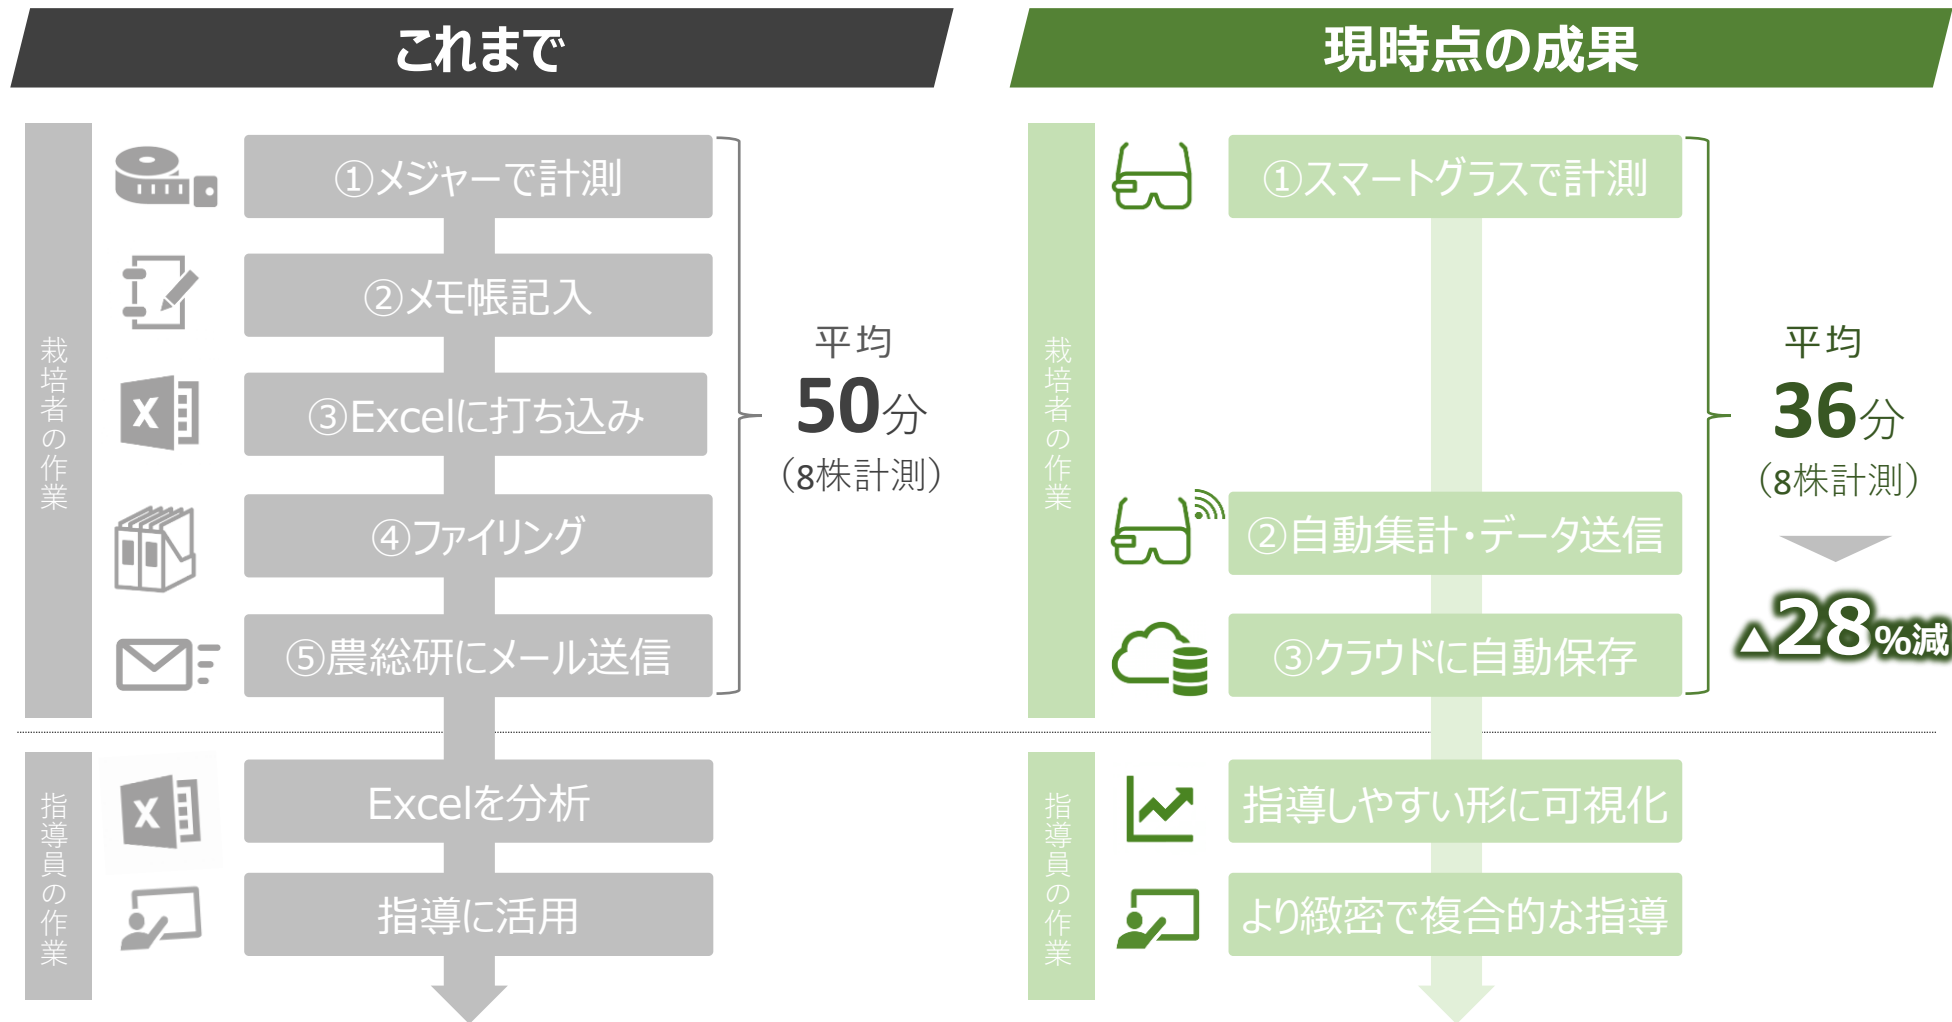 これまで
栽培者の作業
①メジャーで計測
②メモ帳記入
③Excelに打ち込み
④ファイリング
⑤農総研にメール送信
平均
50分
（8株計測）
指導員の作業
Excelを分析
指導に活用
現時点の成果
栽培者の作業
①スマートグラスで計測
②自動集計・データ送信
③クラウドに自動保存
平均
36分
（8株計測）
▲28%減
指導員の作業
指導しやすい形に可視化
より緻密で複合的な指導